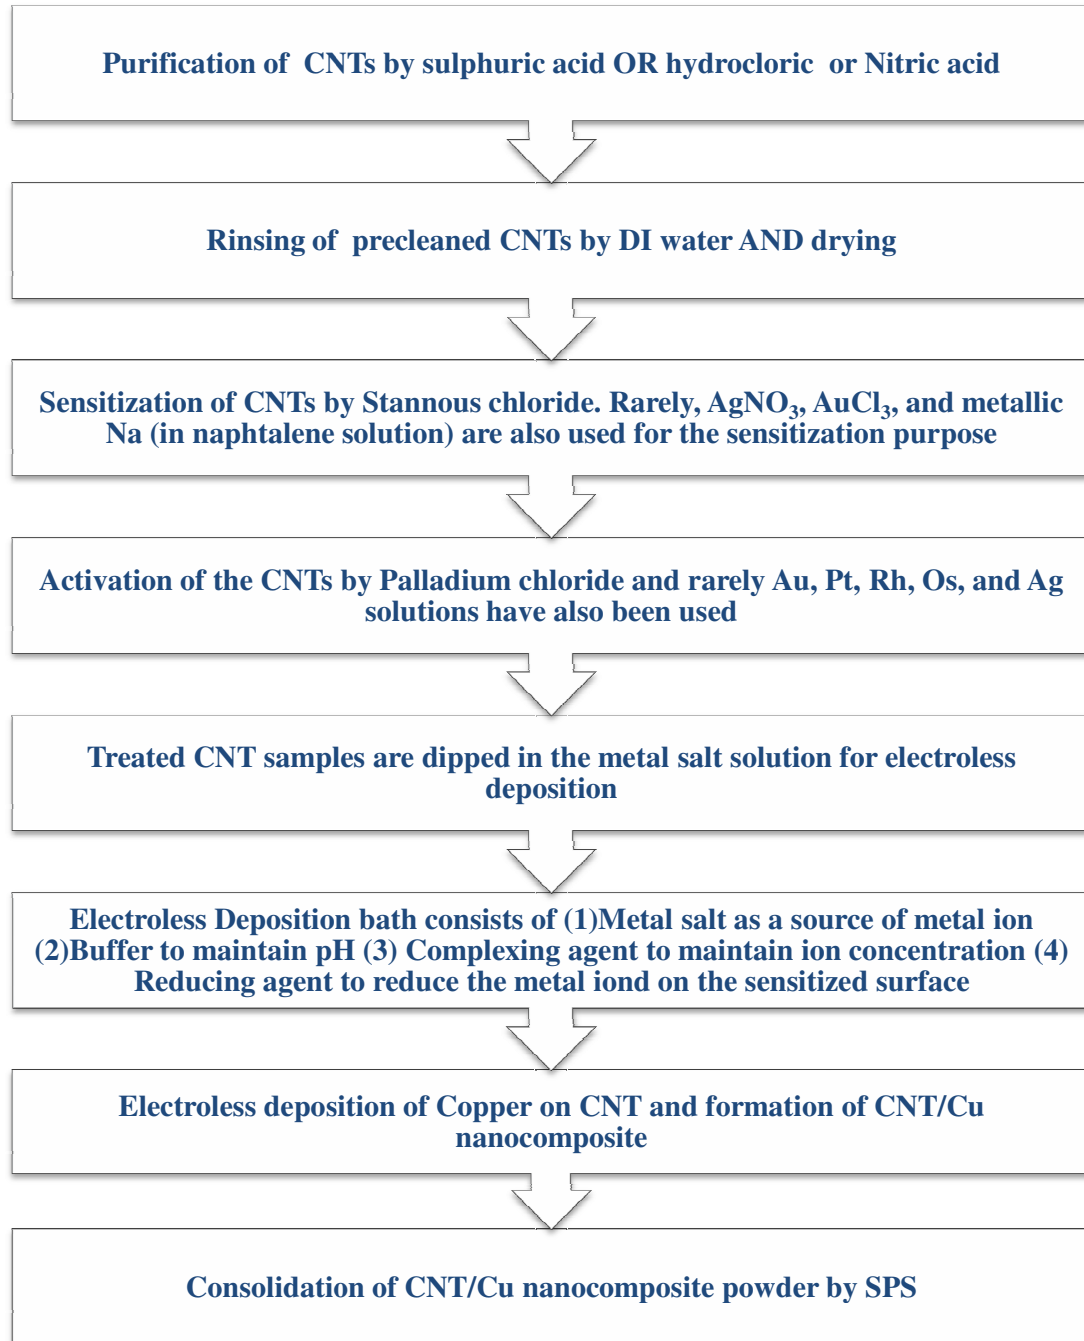 Purification of CNTs by sulphuric acid OR hydrocloric or Nitric acid
Rinsing of precleaned CNTs by DI water AND drying
Sensitization of CNTs by Stannous chloride. Rarely, AgNO₃, AuCl₃, and metallic
Na (in naphtalene solution) are also used for the sensitization purpose
Activation of the CNTs by Palladium chloride and rarely Au, Pt, Rh, Os, and Ag
solutions have also been used
Treated CNT samples are dipped in the metal salt solution for electroless
deposition
Electroless Deposition bath consists of (1)Metal salt as a source of metal ion
(2)Buffer to maintain pH (3) Complexing agent to maintain ion concentration (4)
Reducing agent to reduce the metal iond on the sensitized surface
Electroless deposition of Copper on CNT and formation of CNT/Cu
nanocomposite
Consolidation of CNT/Cu nanocomposite powder by SPS